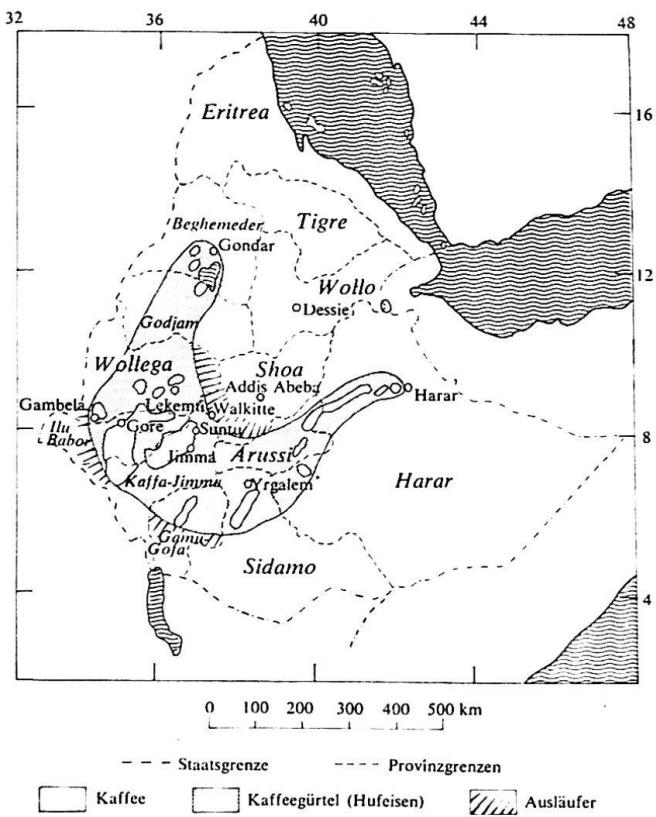 32
36
40
44
48
16
Eritrea
Tigre
Beghemeder
Gondar
12
Wollo
Dessie
Godjam
Wollega
Shoa
Addis Abeba
Harar
Lekemti
Walkitte
Gambela
Gore
Suntu
8
Ilu
Babor
Jimma
Arussi
Kaffa-Jimma
Yrgalem
Harar
Gamu
Gofa
Sidamo
4
0 100 200 300 400 500 km
Staatsgrenze Provinzgrenzen
Kaffee Kaffeegürtel (Hufeisen) Ausläufer